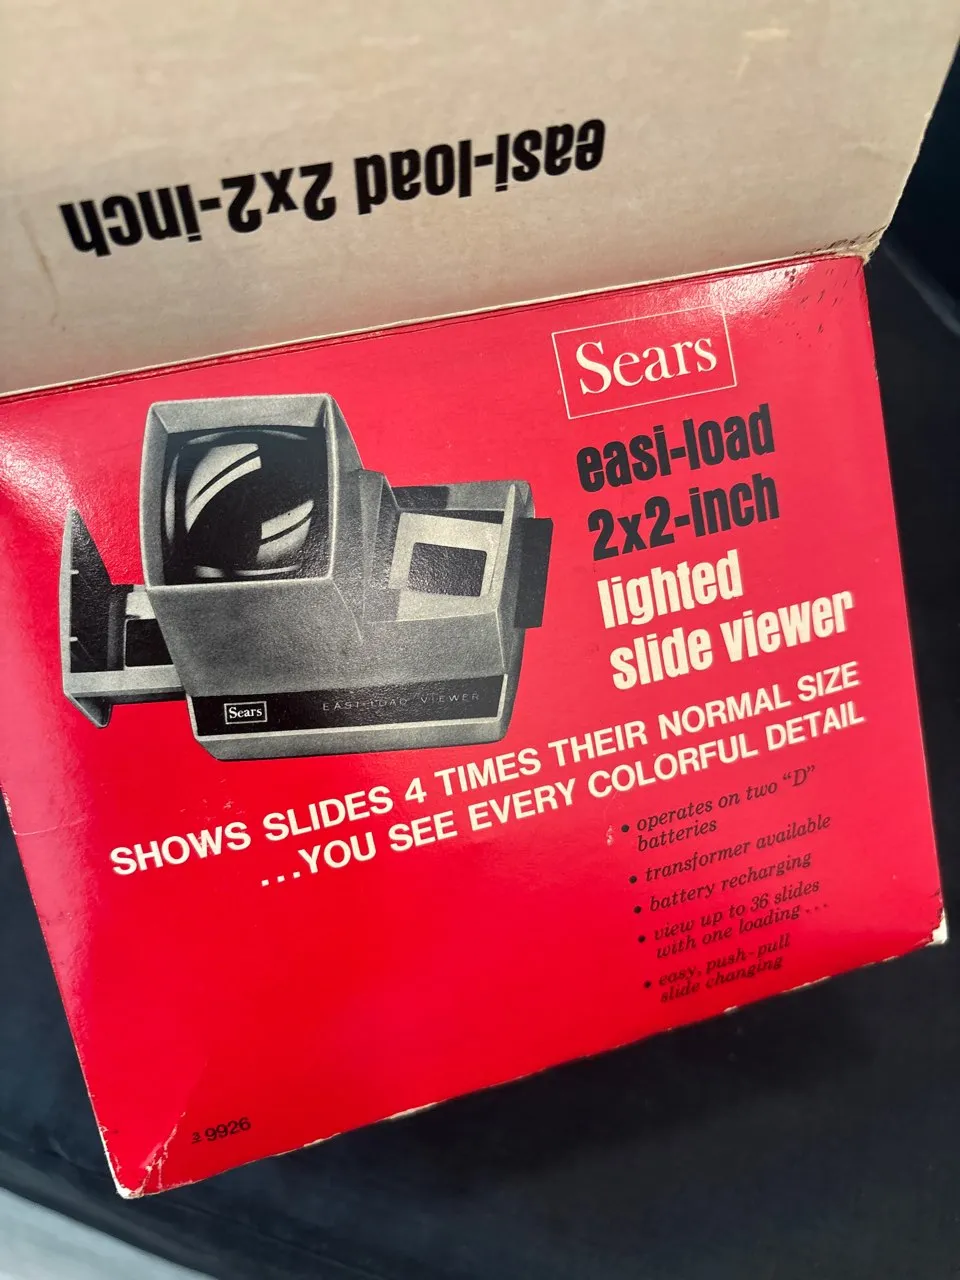 easi-load 2x2-inch
Sears
easi-load
2x2-inch
lighted
slide viewer
Sears
EASI-LOAD VIEWER
SHOWS SLIDES 4 TIMES THEIR NORMAL SIZE
...YOU SEE EVERY COLORFUL DETAIL
• operates on two "D"
batteries
• transformer available
• battery recharging
• view up to 36 slides
with one loading...
• easy, push-pull
slide changing
3 9926